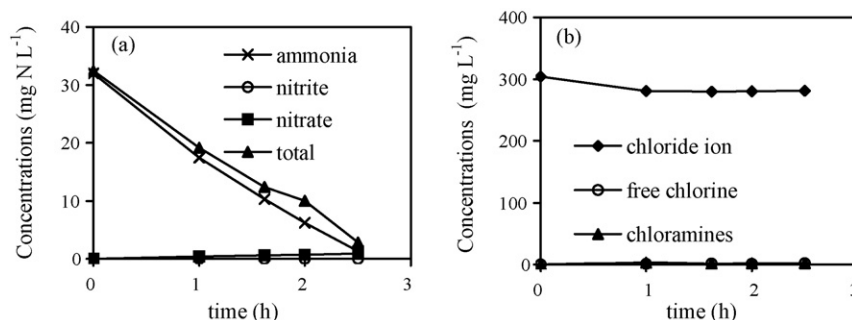 (a)
Concentrations (mg N L⁻¹)
40
30
20
10
0
ammonia
nitrite
nitrate
total
0 1 2 3
time (h)
(b)
Concentrations (mg L⁻¹)
400
300
200
100
0
chloride ion
free chlorine
chloramines
0 1 2 3
time (h)